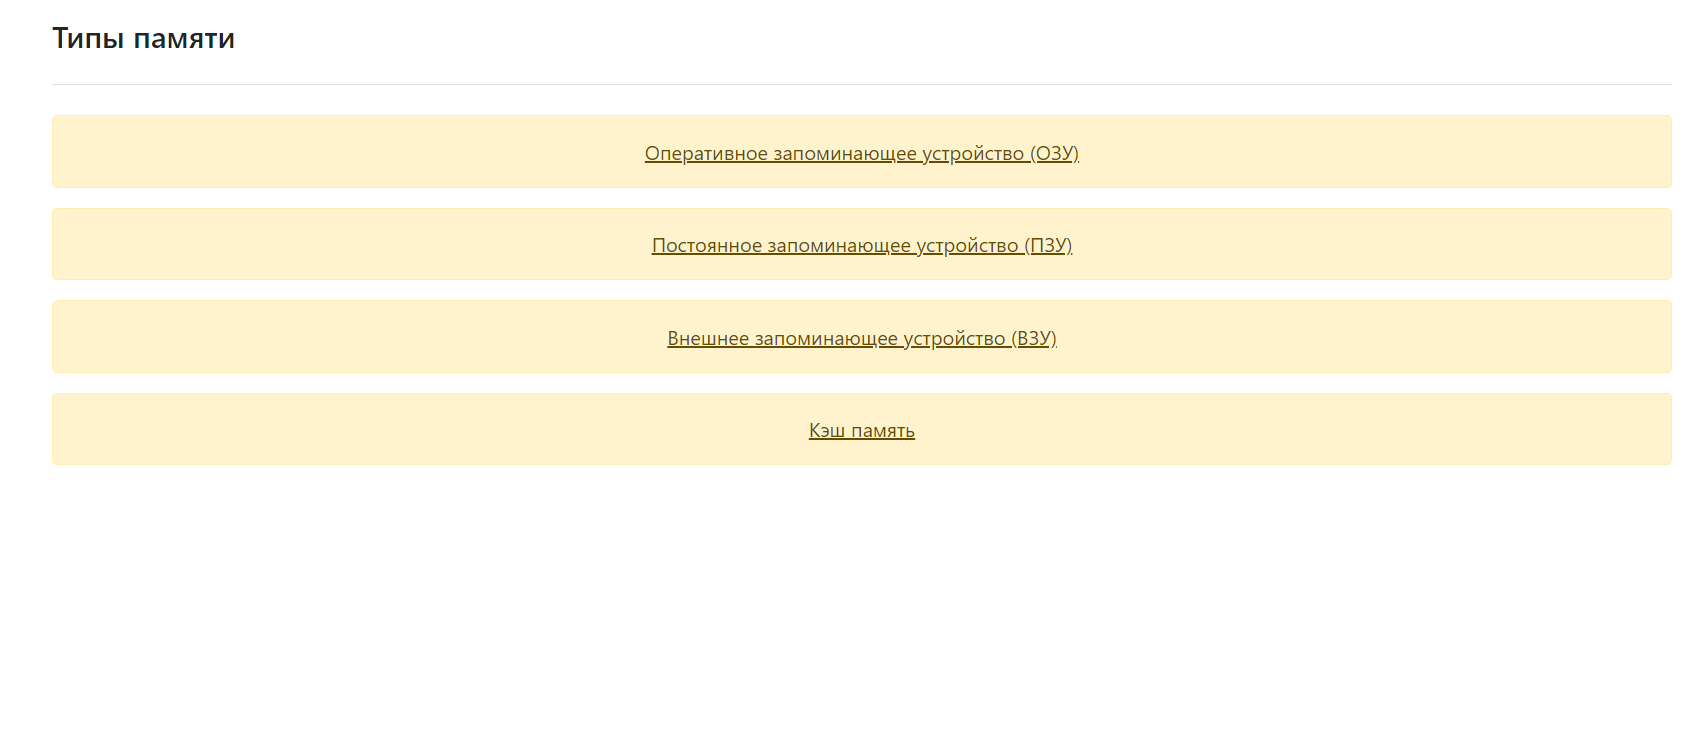 Типы памяти
Оперативное запоминающее устройство (ОЗУ)
Постоянное запоминающее устройство (ПЗУ)
Внешнее запоминающее устройство (ВЗУ)
Кэш память